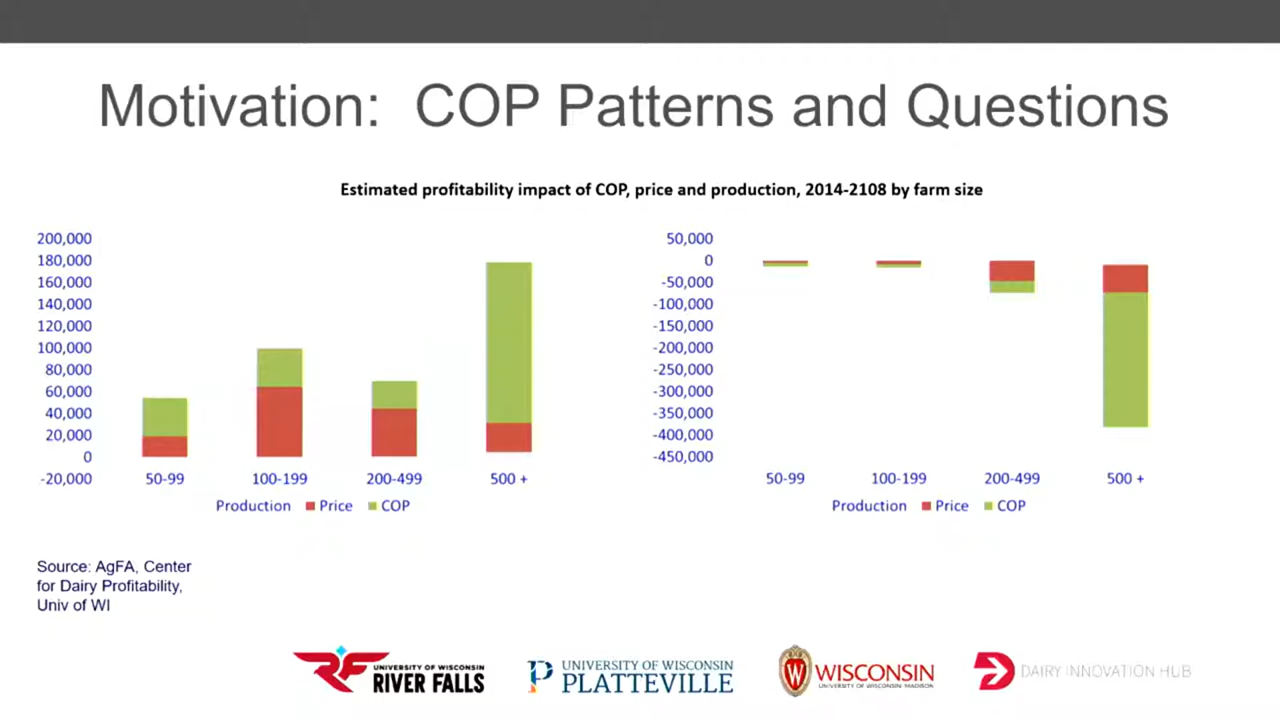 Motivation: COP Patterns and Questions
Estimated profitability impact of COP, price and production, 2014-2108 by farm size
200,000
180,000
160,000
140,000
120,000
100,000
80,000
60,000
40,000
20,000
0
-20,000
50-99 100-199 200-499 500 +
Production Price COP
50,000
0
-50,000
-100,000
-150,000
-200,000
-250,000
-300,000
-350,000
-400,000
-450,000
50-99 100-199 200-499 500 +
Production Price COP
Source: AgFA, Center
for Dairy Profitability,
Univ of WI
UNIVERSITY OF WISCONSIN
RIVER FALLS
UNIVERSITY OF WISCONSIN
PLATTEVILLE
WISCONSIN
UNIVERSITY OF WISCONSIN-MADISON
DAIRY INNOVATION HUB